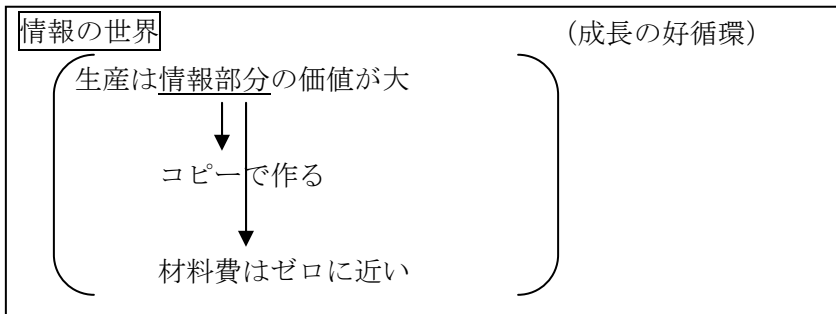 情報の世界 (成長の好循環)
生産は情報部分の価値が大
コピーで作る
材料費はゼロに近い